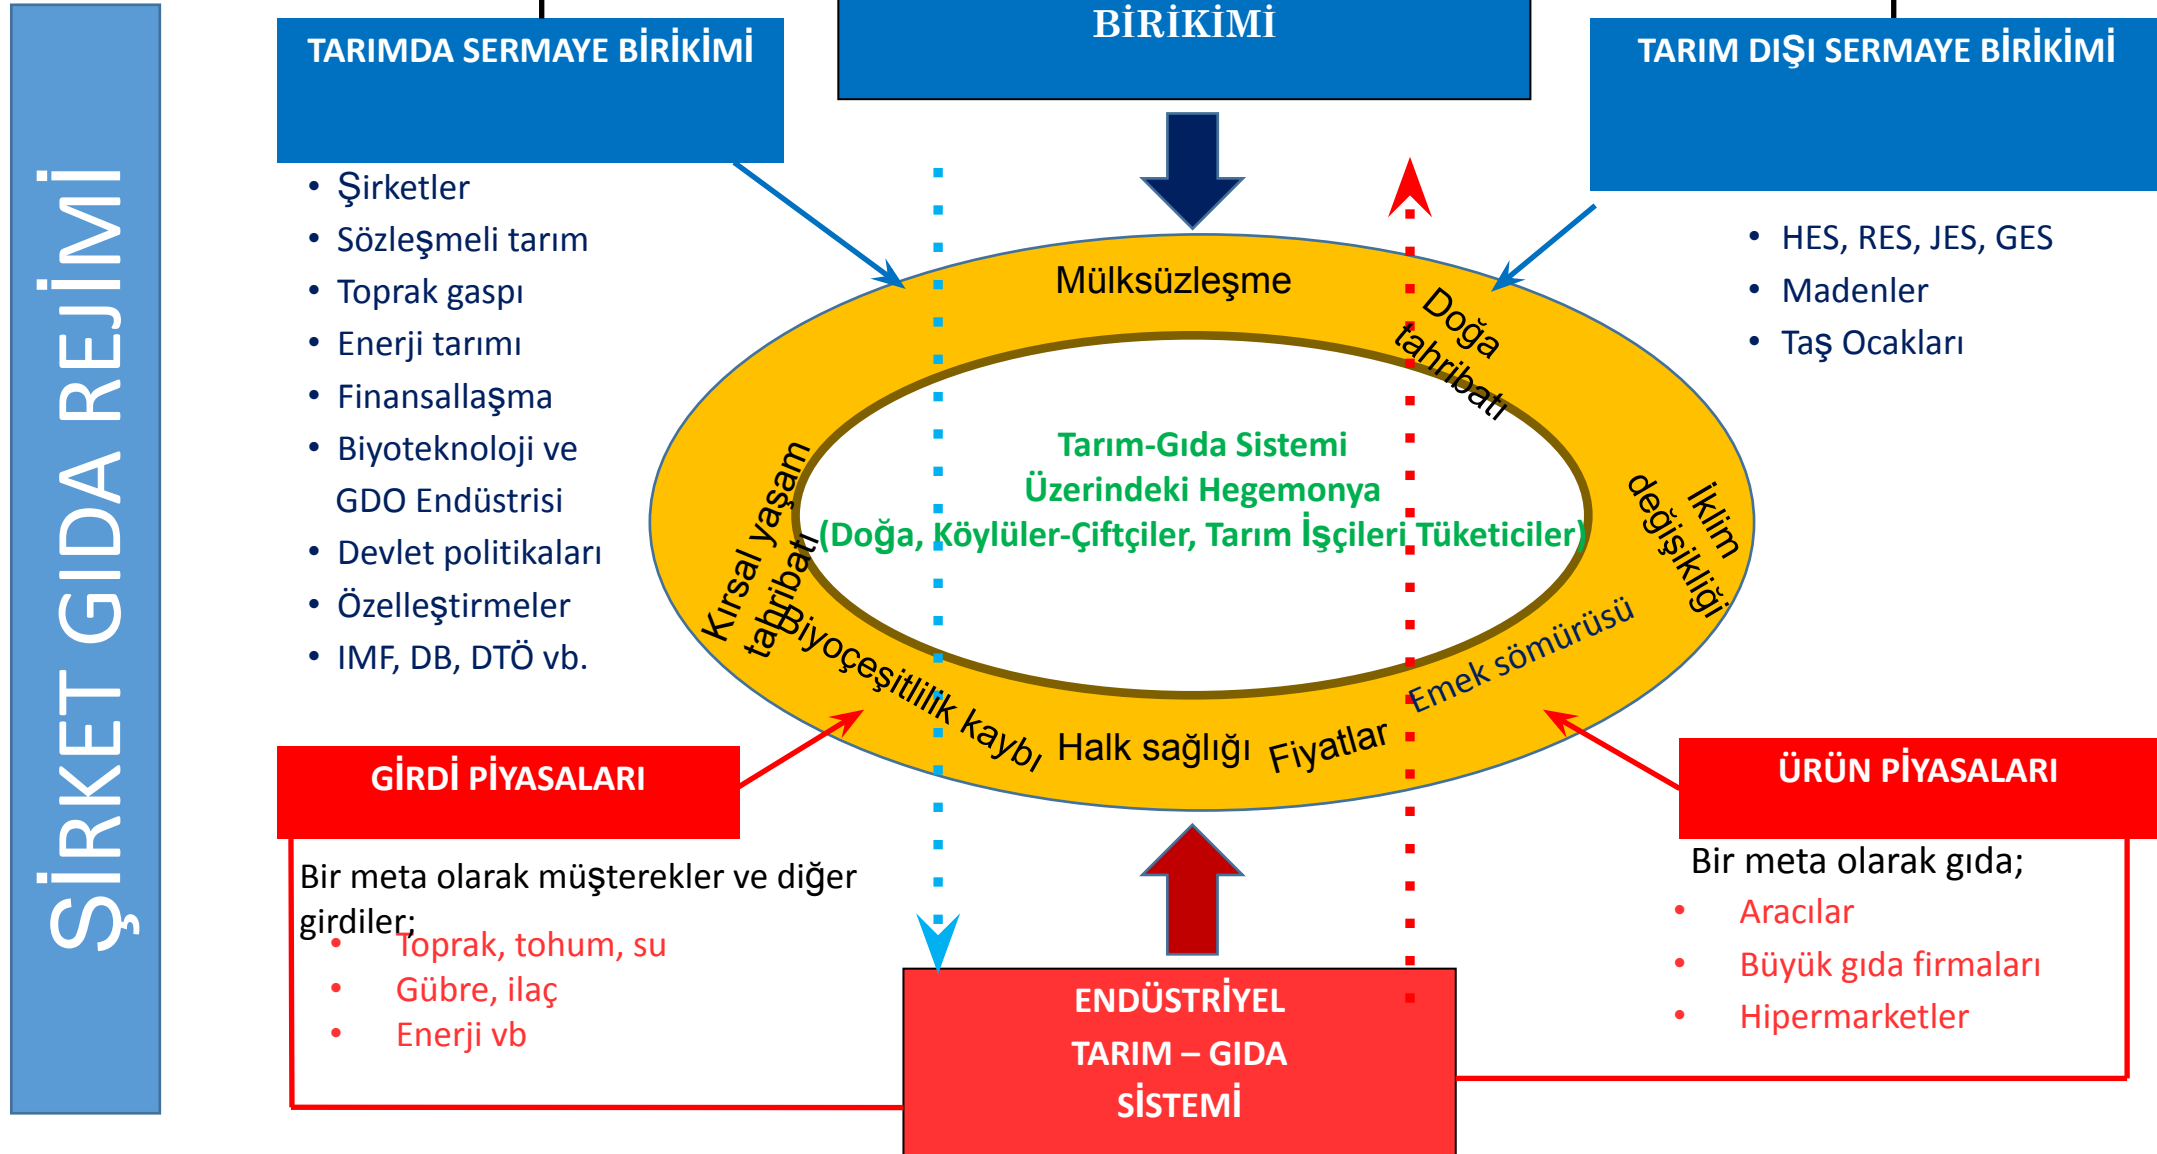 ŞİRKET GIDA REJİMİ
BİRİKİMİ
TARIMDA SERMAYE BİRİKİMİ
• Şirketler
• Sözleşmeli tarım
• Toprak gaspı
• Enerji tarımı
• Finansallaşma
• Biyoteknoloji ve
GDO Endüstrisi
• Devlet politikaları
• Özelleştirmeler
• IMF, DB, DTÖ vb.
TARIM DIŞI SERMAYE BİRİKİMİ
• HES, RES, JES, GES
• Madenler
• Taş Ocakları
Mülksüzleşme
Doğa
tahribatı
İklim
değişikliği
Emek sömürüsü
Fiyatlar
Halk sağlığı
Biyoçeşitlilik kaybı
Kırsal yaşam
tahribatı
Tarım-Gıda Sistemi
Üzerindeki Hegemonya
(Doğa, Köylüler-Çiftçiler, Tarım İşçileri Tüketiciler)
GİRDİ PİYASALARI
Bir meta olarak müşterekler ve diğer
girdiler;
• Toprak, tohum, su
• Gübre, ilaç
• Enerji vb
ÜRÜN PİYASALARI
Bir meta olarak gıda;
• Aracılar
• Büyük gıda firmaları
• Hipermarketler
ENDÜSTRİYEL
TARIM – GIDA
SİSTEMİ